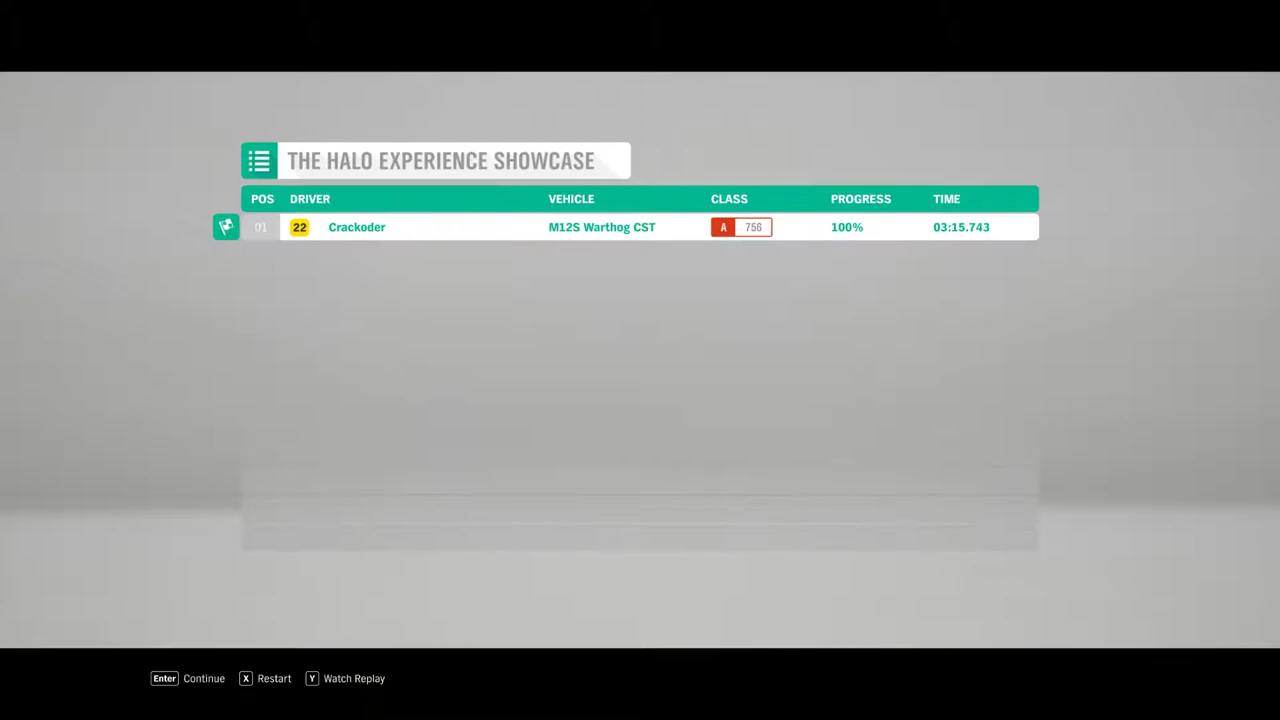 THE HALO EXPERIENCE SHOWCASE
POS DRIVER VEHICLE CLASS PROGRESS TIME
01 22 Crackoder M12S Warthog CST A 756 100% 03:15.743
Enter Continue X Restart Y Watch Replay